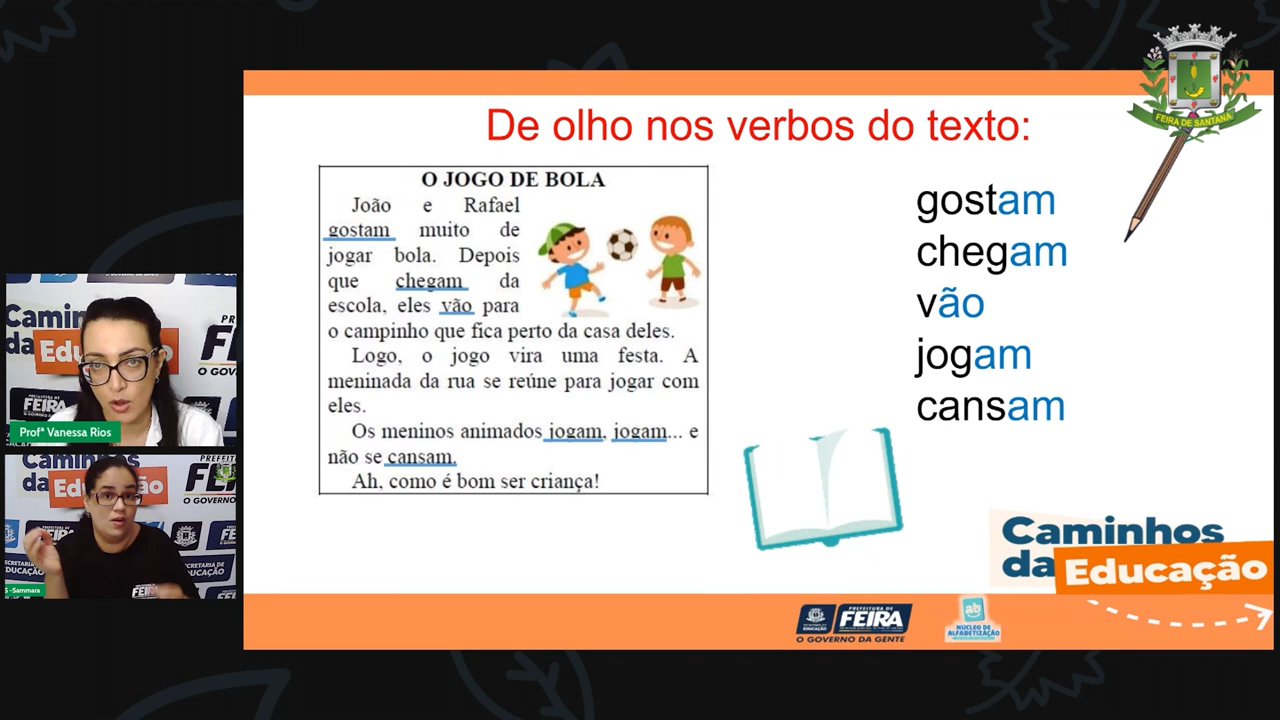 FEIRA DE SANTANA
De olho nos verbos do texto:
O JOGO DE BOLA
João e Rafael
gostam muito de
jogar bola. Depois
que chegam da
escola, eles vão para
o campinho que fica perto da casa deles.
Logo, o jogo vira uma festa. A
meninada da rua se reúne para jogar com
eles.
Os meninos animados jogam, jogam... e
não se cansam.
Ah, como é bom ser criança!
gostam
chegam
vão
jogam
cansam
Caminhos
da
Educação
PREFEITURA DE
FEIRA
O GOVERNO DA GENTE
SECRETARIA DE
EDUCAÇÃO
ab
NÚCLEO DE
ALFABETIZAÇÃO
Profª Vanessa Rios
S -Sammara